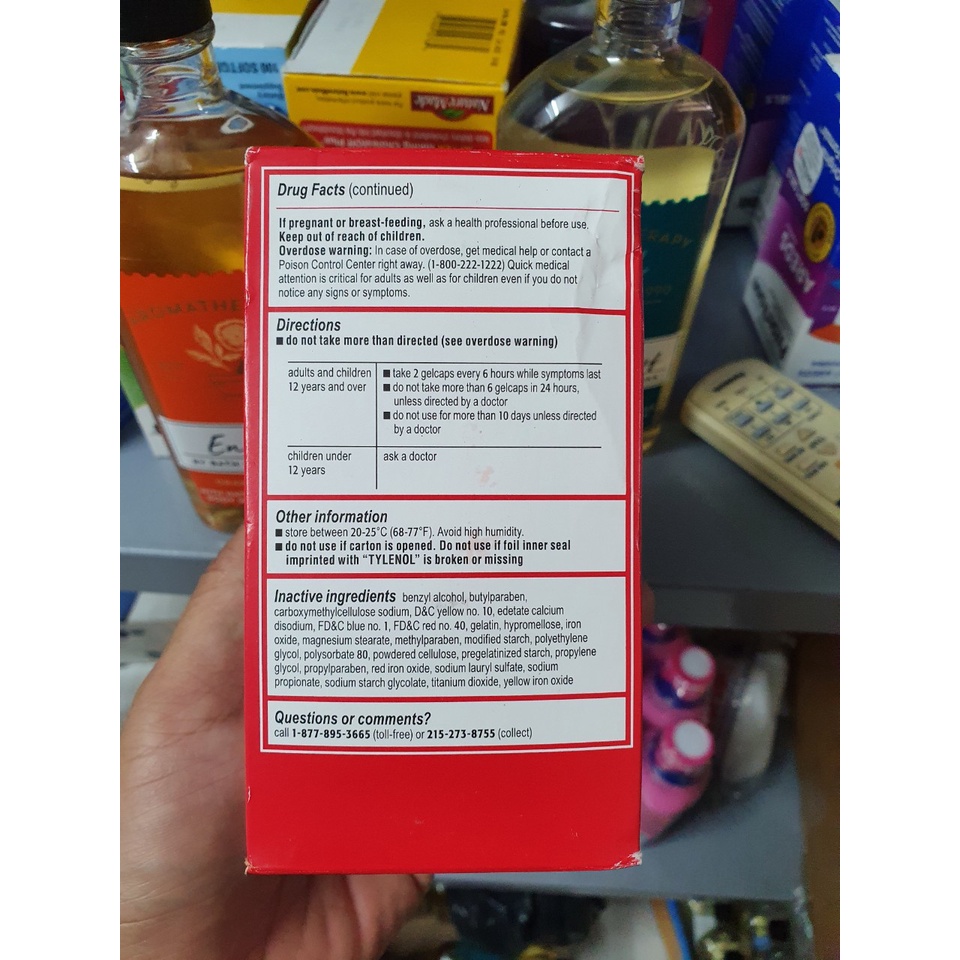 100 SOFTG
NatureMade
Drug Facts (continued)
If pregnant or breast-feeding, ask a health professional before use.
Keep out of reach of children.
Overdose warning: In case of overdose, get medical help or contact a
Poison Control Center right away. (1-800-222-1222) Quick medical
attention is critical for adults as well as for children even if you do not
notice any signs or symptoms.
Directions
■ do not take more than directed (see overdose warning)
adults and children
12 years and over
■ take 2 gelcaps every 6 hours while symptoms last
■ do not take more than 6 gelcaps in 24 hours,
unless directed by a doctor
■ do not use for more than 10 days unless directed
by a doctor
children under
12 years
ask a doctor
Other information
■ store between 20-25°C (68-77°F). Avoid high humidity.
■ do not use if carton is opened. Do not use if foil inner seal
imprinted with "TYLENOL" is broken or missing
Inactive ingredients benzyl alcohol, butylparaben,
carboxymethylcellulose sodium, D&C yellow no. 10, edetate calcium
disodium, FD&C blue no. 1, FD&C red no. 40, gelatin, hypromellose, iron
oxide, magnesium stearate, methylparaben, modified starch, polyethylene
glycol, polysorbate 80, powdered cellulose, pregelatinized starch, propylene
glycol, propylparaben, red iron oxide, sodium lauryl sulfate, sodium
propionate, sodium starch glycolate, titanium dioxide, yellow iron oxide
Questions or comments?
call 1-877-895-3665 (toll-free) or 215-273-8755 (collect)